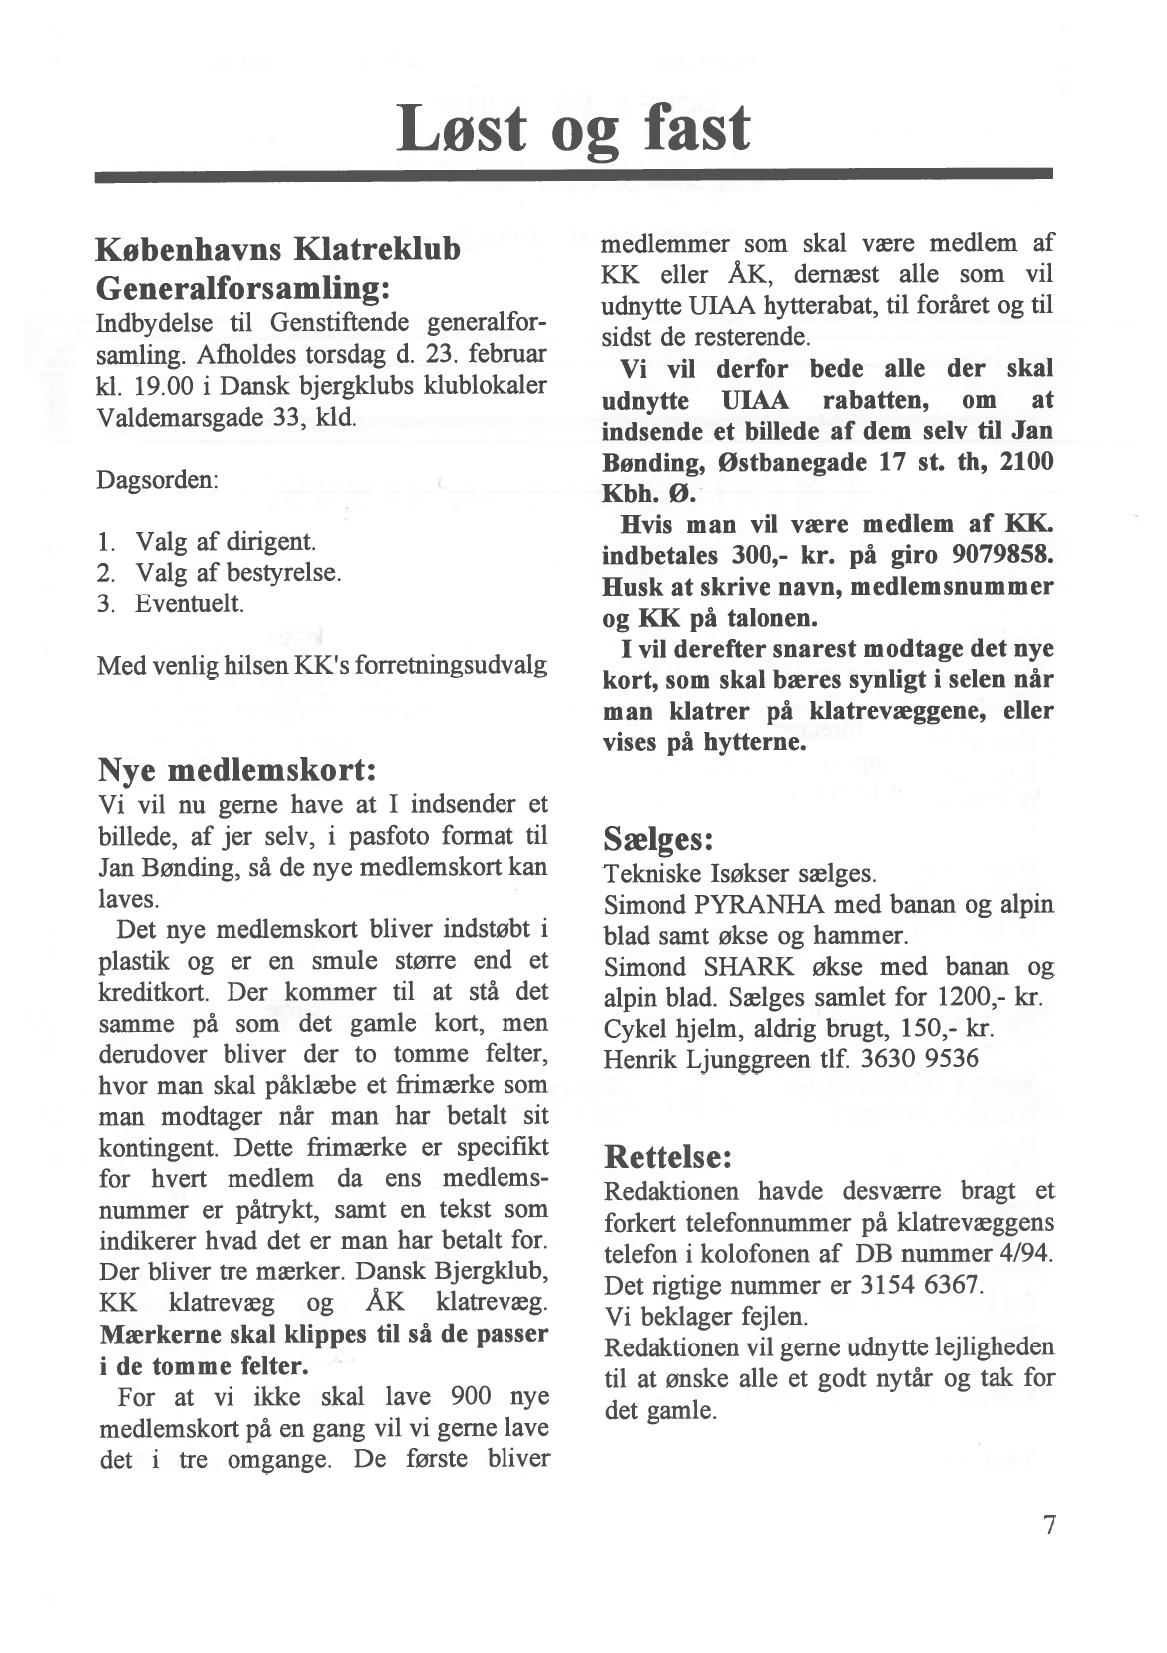 Løst og fast
Københavns Klatreklub
Generalforsamling:
Indbydelse til Genstiftende generalfor-
samling. Afholdes torsdag d. 23. februar
kl. 19.00 i Dansk bjergklubs klublokaler
Valdemarsgade 33, kld.
Dagsorden:
1. Valg af dirigent.
2. Valg af bestyrelse.
3. Eventuelt.
Med venlig hilsen KK's forretningsudvalg
Nye medlemskort:
Vi vil nu gerne have at I indsender et
billede, af jer selv, i pasfoto format til
Jan Bønding, så de nye medlemskort kan
laves.
Det nye medlemskort bliver indstøbt i
plastik og er en smule større end et
kreditkort. Der kommer til at stå det
samme på som det gamle kort, men
derudover bliver der to tomme felter,
hvor man skal påklæbe et frimærke som
man modtager når man har betalt sit
kontingent. Dette frimærke er specifikt
for hvert medlem da ens medlems-
nummer er påtrykt, samt en tekst som
indikerer hvad det er man har betalt for.
Der bliver tre mærker. Dansk Bjergklub,
KK klatrevæg og ÅK klatrevæg.
Mærkerne skal klippes til så de passer
i de tomme felter.
For at vi ikke skal lave 900 nye
medlemskort på en gang vil vi gerne lave
det i tre omgange. De første bliver
medlemmer som skal være medlem af
KK eller ÅK, dernæst alle som vil
udnytte UIAA hytterabat, til foråret og til
sidst de resterende.
Vi vil derfor bede alle der skal
udnytte UIAA rabatten, om at
indsende et billede af dem selv til Jan
Bønding, Østbanegade 17 st. th, 2100
Kbh. Ø.
Hvis man vil være medlem af KK.
indbetales 300,- kr. på giro 9079858.
Husk at skrive navn, medlemsnummer
og KK på talonen.
I vil derefter snarest modtage det nye
kort, som skal bæres synligt i selen når
man klatrer på klatrevæggene, eller
vises på hytterne.
Sælges:
Tekniske Isøkser sælges.
Simond PYRANHA med banan og alpin
blad samt økse og hammer.
Simond SHARK økse med banan og
alpin blad. Sælges samlet for 1200,- kr.
Cykel hjelm, aldrig brugt, 150,- kr.
Henrik Ljunggreen tlf. 3630 9536
Rettelse:
Redaktionen havde desværre bragt et
forkert telefonnummer på klatrevæggens
telefon i kolofonen af DB nummer 4/94.
Det rigtige nummer er 3154 6367.
Vi beklager fejlen.
Redaktionen vil gerne udnytte lejligheden
til at ønske alle et godt nytår og tak for
det gamle.
7